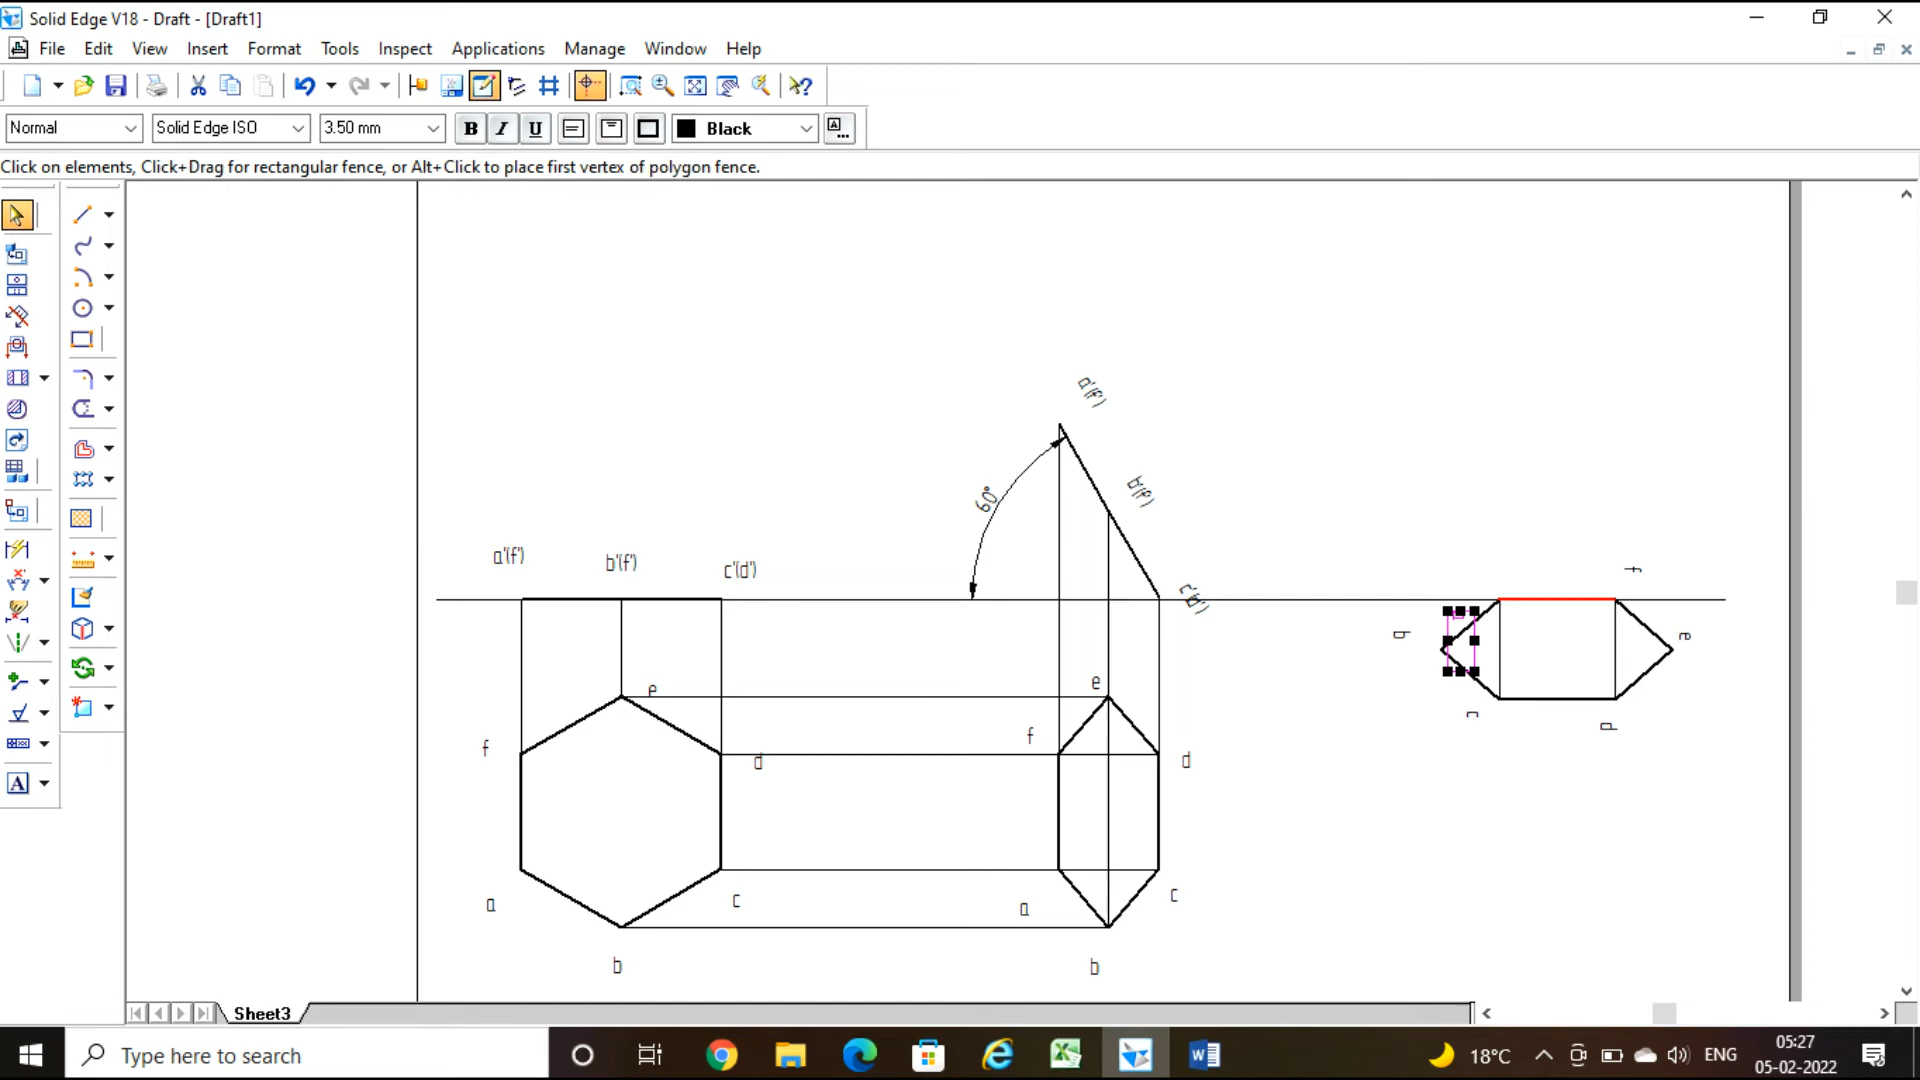 Solid Edge V18 - Draft - [Draft1]
File Edit View Insert Format Tools Inspect Applications Manage Window Help
Normal Solid Edge ISO 3.50 mm B I U Black A...
Click on elements, Click+Drag for rectangular fence, or Alt+Click to place first vertex of polygon fence.
a'(f')
60°
b'(f')
a'(f') b'(f') c'(d')
f
b
e
e
e
f
f
d
d
c
d
a
c
a
c
b
b
A
Sheet3
Type here to search
18°C
ENG
05:27
05-02-2022